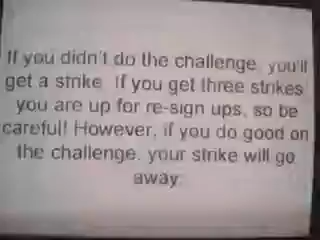 If you didn't do the challenge, you'll
get a strike. If you get three strikes
you are up for re-sign ups, so be
careful! However, if you do good on
the challenge, your strike will go
away.